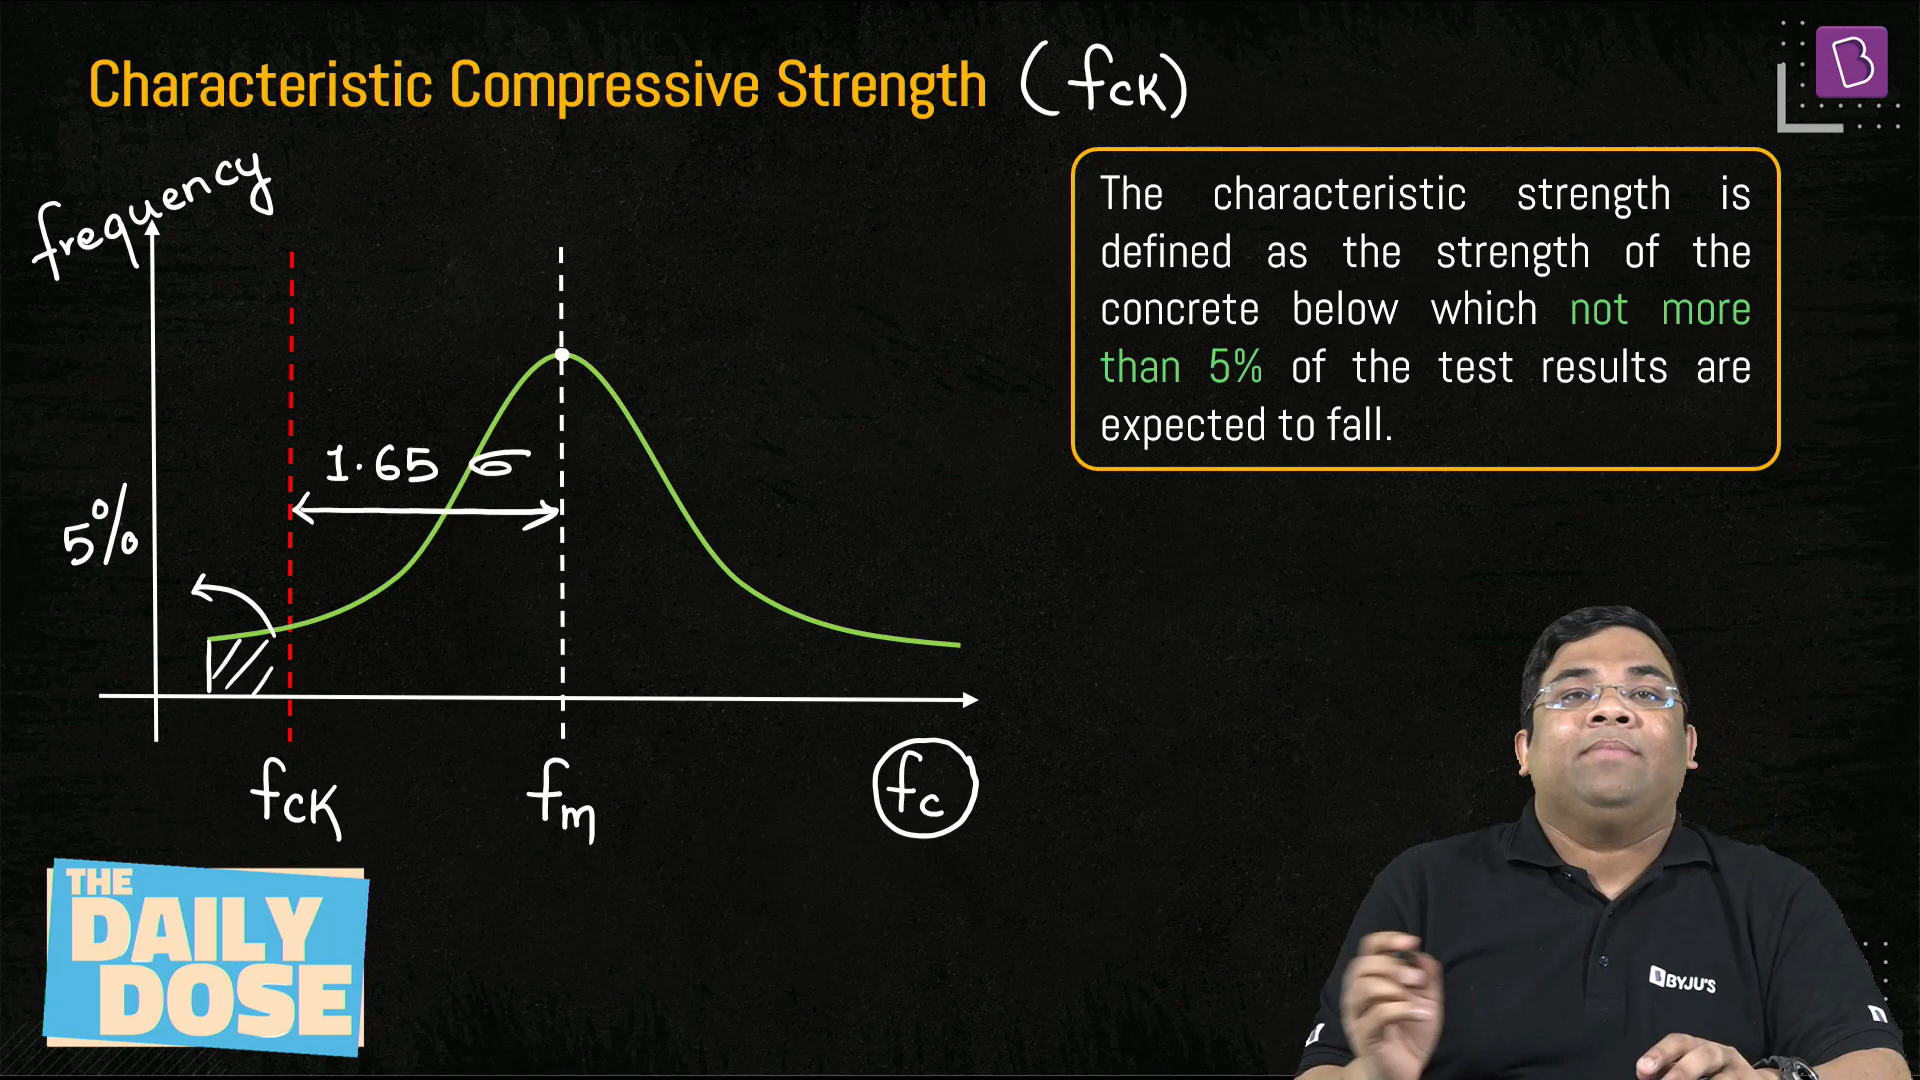 Characteristic Compressive Strength (fck)
B
frequency
The characteristic strength is
defined as the strength of the
concrete below which not more
than 5% of the test results are
expected to fall.
1.65 σ
5%
fck
fm
fc
THE
DAILY
DOSE
BYJU'S